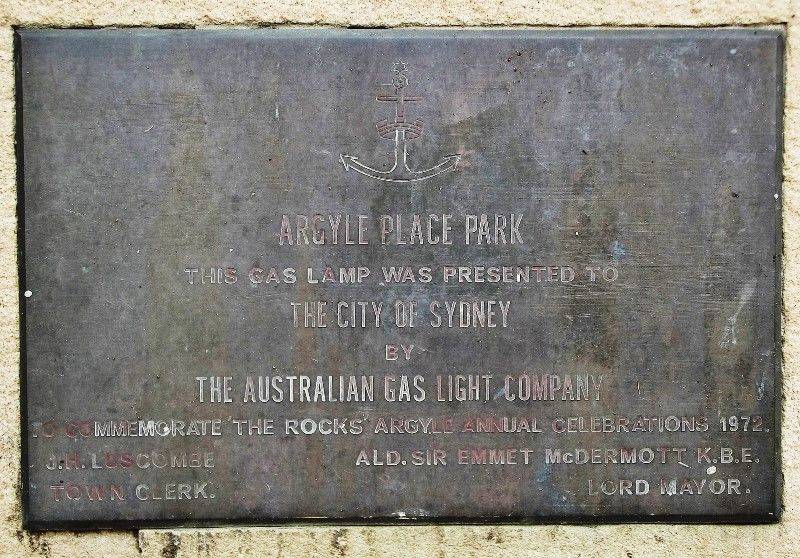 ARGYLE PLACE PARK
THIS GAS LAMP WAS PRESENTED TO
THE CITY OF SYDNEY
BY
THE AUSTRALIAN GAS LIGHT COMPANY
TO COMMEMORATE 'THE ROCKS' ARGYLE ANNUAL CELEBRATIONS 1972.
J.H. LUSCOMBE ALD. SIR EMMET McDERMOTT K.B.E.
TOWN CLERK. LORD MAYOR.